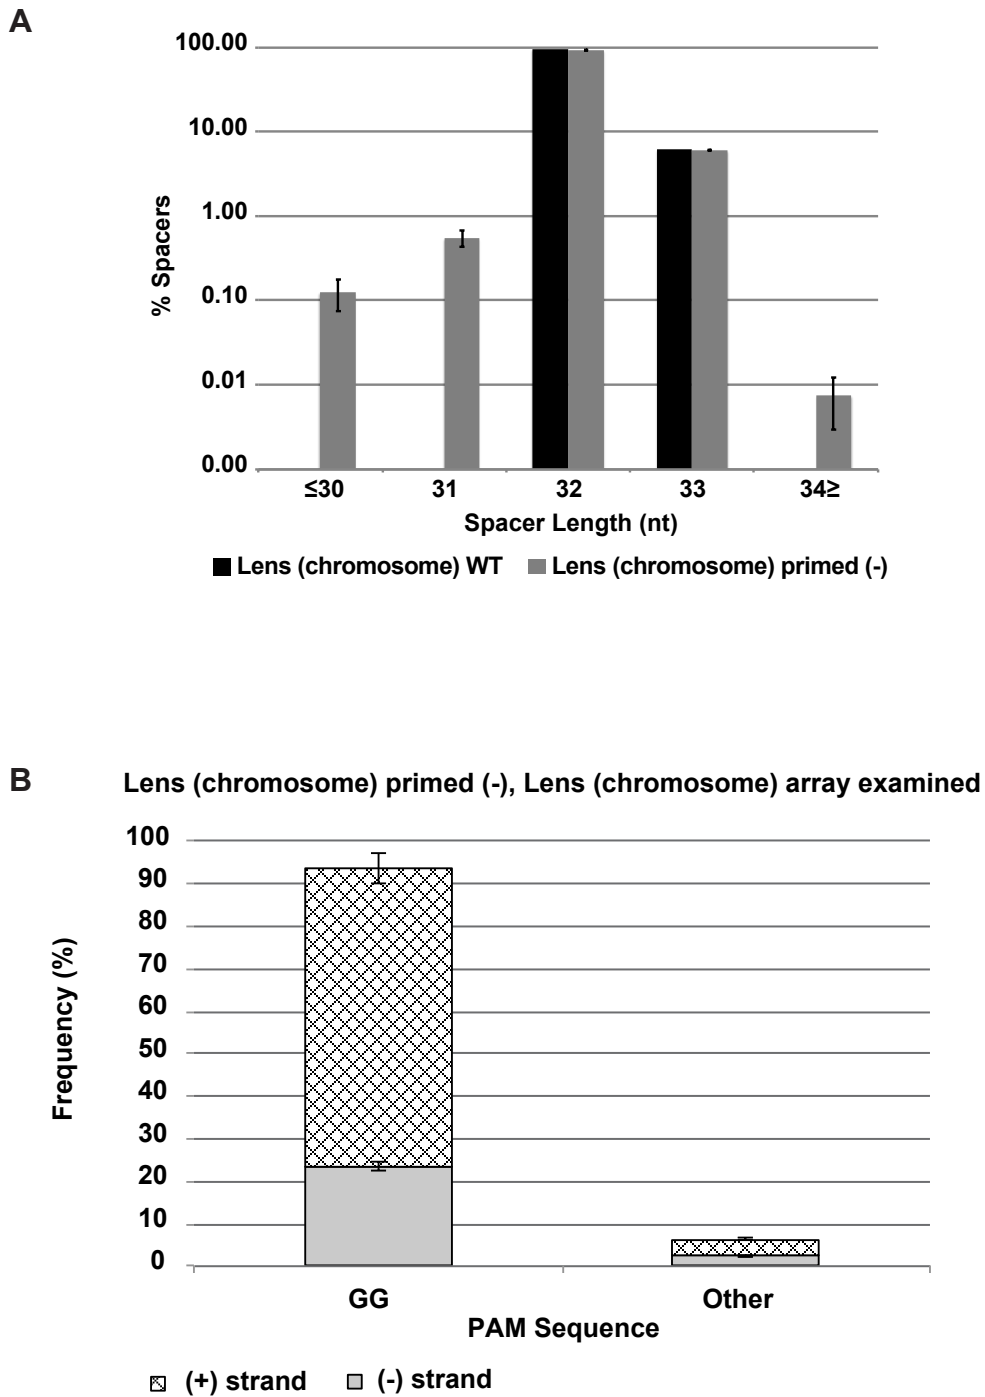 A
100.00
10.00
1.00
0.10
0.01
0.00
% Spacers
≤30 31 32 33 34≥
Spacer Length (nt)
Lens (chromosome) WT Lens (chromosome) primed (-)
B
Lens (chromosome) primed (-), Lens (chromosome) array examined
100
90
80
70
60
50
40
30
20
10
0
Frequency (%)
GG Other
PAM Sequence
(+) strand (-) strand